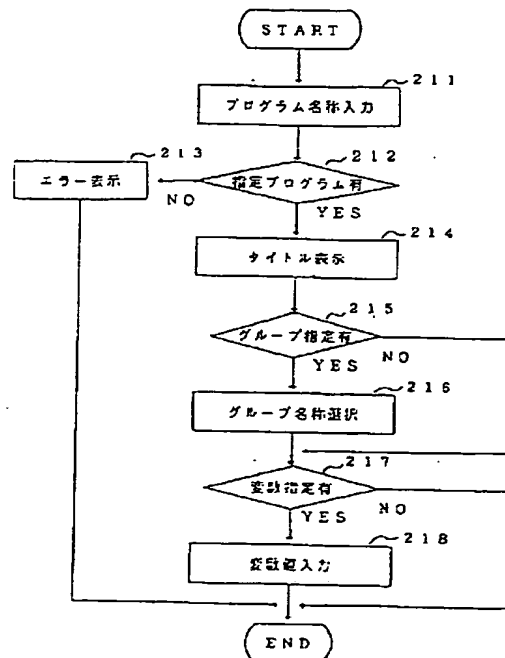 START
211
プログラム名称入力
213
212
エラー表示
指定プログラム有
NO
YES
214
タイトル表示
215
グループ指定有
YES
NO
216
グループ名称選択
217
変数指定有
YES
NO
218
変数値入力
END